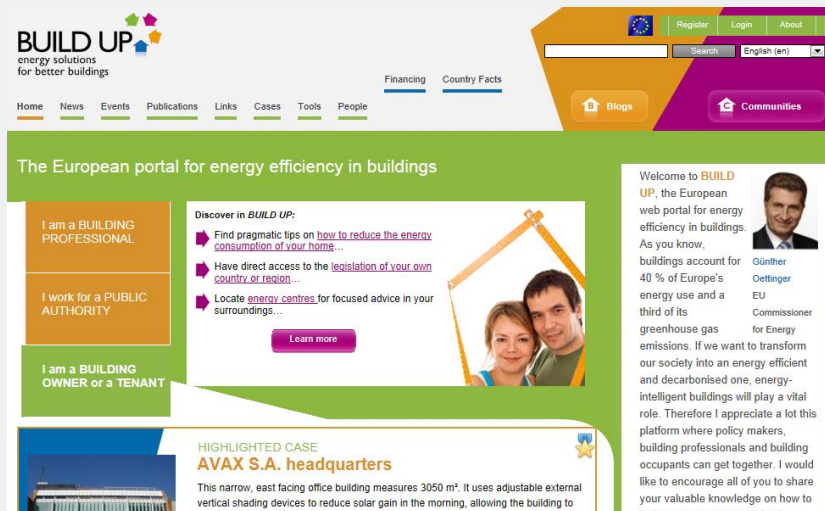 BUILD UP
energy solutions
for better buildings
Register Login About
Search English (en)
Financing Country Facts
Home News Events Publications Links Cases Tools People
B Blogs
C Communities
The European portal for energy efficiency in buildings
I am a BUILDING
PROFESSIONAL
I work for a PUBLIC
AUTHORITY
I am a BUILDING
OWNER or a TENANT
Discover in BUILD UP:
Find pragmatic tips on how to reduce the energy
consumption of your home…
Have direct access to the legislation of your own
country or region…
Locate energy centres for focused advice in your
surroundings…
Learn more
Welcome to BUILD
UP, the European
web portal for energy
efficiency in buildings.
As you know,
buildings account for
40 % of Europe's
energy use and a
third of its
greenhouse gas
emissions. If we want to transform
our society into an energy efficient
and decarbonised one, energy-
intelligent buildings will play a vital
role. Therefore I appreciate a lot this
platform where policy makers,
building professionals and building
occupants can get together. I would
like to encourage all of you to share
your valuable knowledge on how to
Günther
Oettinger
EU
Commissioner
for Energy
HIGHLIGHTED CASE
AVAX S.A. headquarters
This narrow, east facing office building measures 3050 m². It uses adjustable external
vertical shading devices to reduce solar gain in the morning, allowing the building to